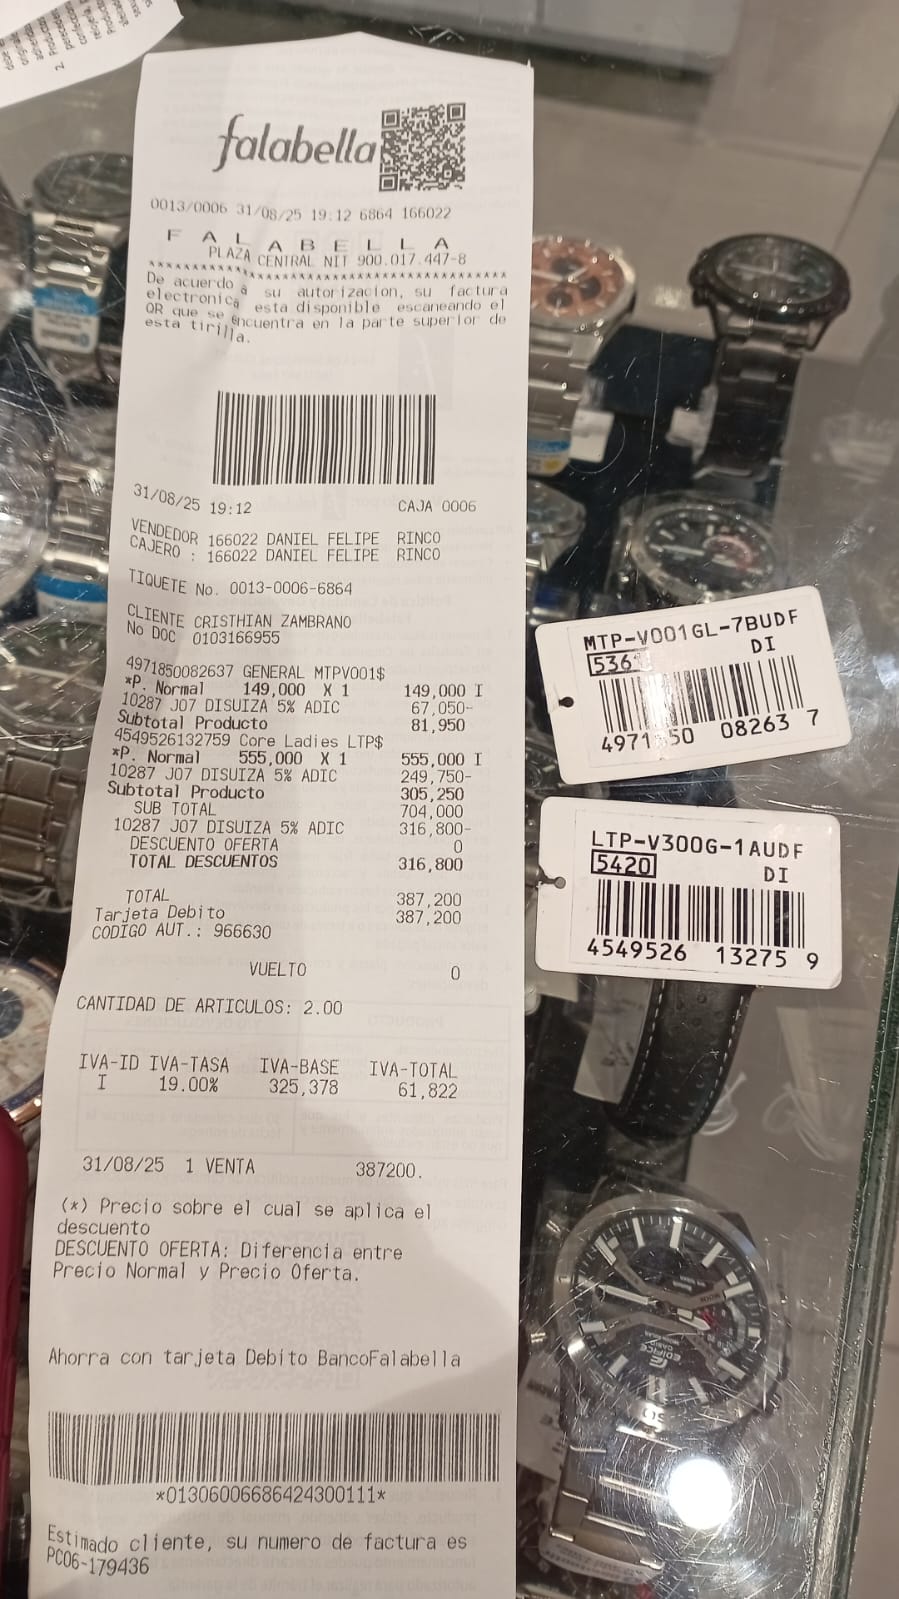 falabella
0013/0006 31/08/25 19:12 6864 166022
F A L A B E L L A
PLAZA CENTRAL NIT 900.017.447-8
****************************************
De acuerdo a su autorizacion, su factura
electronica esta disponible escaneando el
QR que se encuentra en la parte superior de
esta tirilla.
31/08/25 19:12 CAJA 0006
VENDEDOR 166022 DANIEL FELIPE RINCO
CAJERO : 166022 DANIEL FELIPE RINCO
TIQUETE No. 0013-0006-6864
CLIENTE CRISTHIAN ZAMBRANO
No DOC 0103166955
4971850082637 GENERAL MTPV001$
*P. Normal 149,000 X 1 149,000 I
10287 J07 DISUIZA 5% ADIC 67,050-
Subtotal Producto 81,950
4549526132759 Core Ladies LTP$
*P. Normal 555,000 X 1 555,000 I
10287 J07 DISUIZA 5% ADIC 249,750-
Subtotal Producto 305,250
SUB TOTAL 704,000
10287 J07 DISUIZA 5% ADIC 316,800-
DESCUENTO OFERTA 0
TOTAL DESCUENTOS 316,800
TOTAL 387,200
Tarjeta Debito 387,200
CODIGO AUT.: 966630
VUELTO 0
CANTIDAD DE ARTICULOS: 2.00
IVA-ID IVA-TASA IVA-BASE IVA-TOTAL
I 19.00% 325,378 61,822
31/08/25 1 VENTA 387200.
(*) Precio sobre el cual se aplica el
descuento
DESCUENTO OFERTA: Diferencia entre
Precio Normal y Precio Oferta.
Ahorra con tarjeta Debito BancoFalabella
*01306006686424300111*
Estimado cliente, su numero de factura es
PC06-179436
MTP-V001GL-7BUDF
DI
536
4971 50 08263 7
LTP-V300G-1AUDF
5420 DI
4549526 13275 9
EDIFICE
CASIO